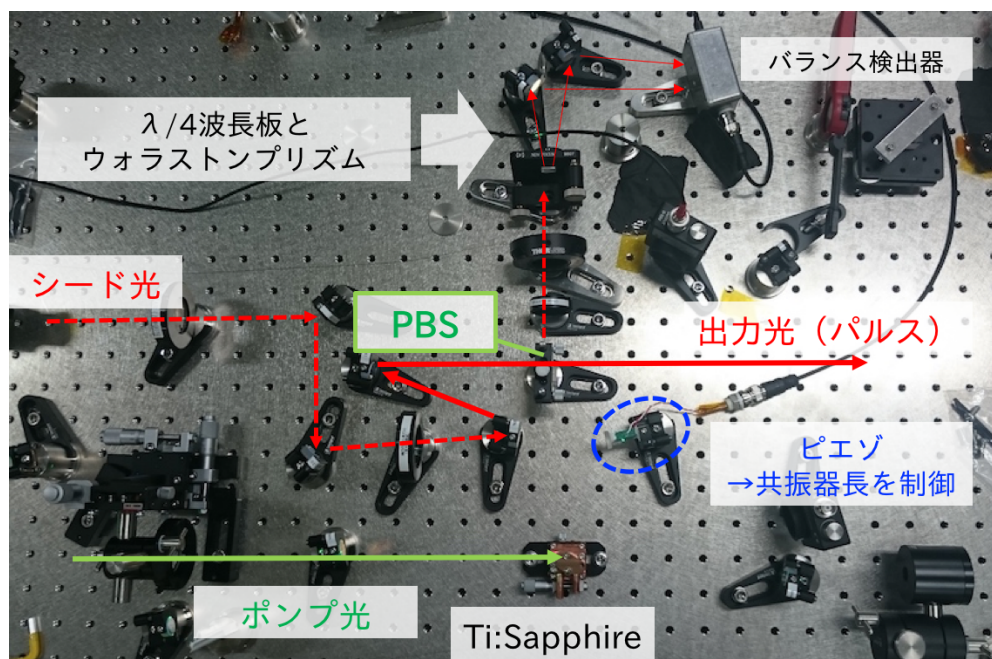 バランス検出器
λ/4波長板と
ウォラストンプリズム
シード光
PBS
出力光（パルス）
ピエゾ
→共振器長を制御
ポンプ光
Ti:Sapphire